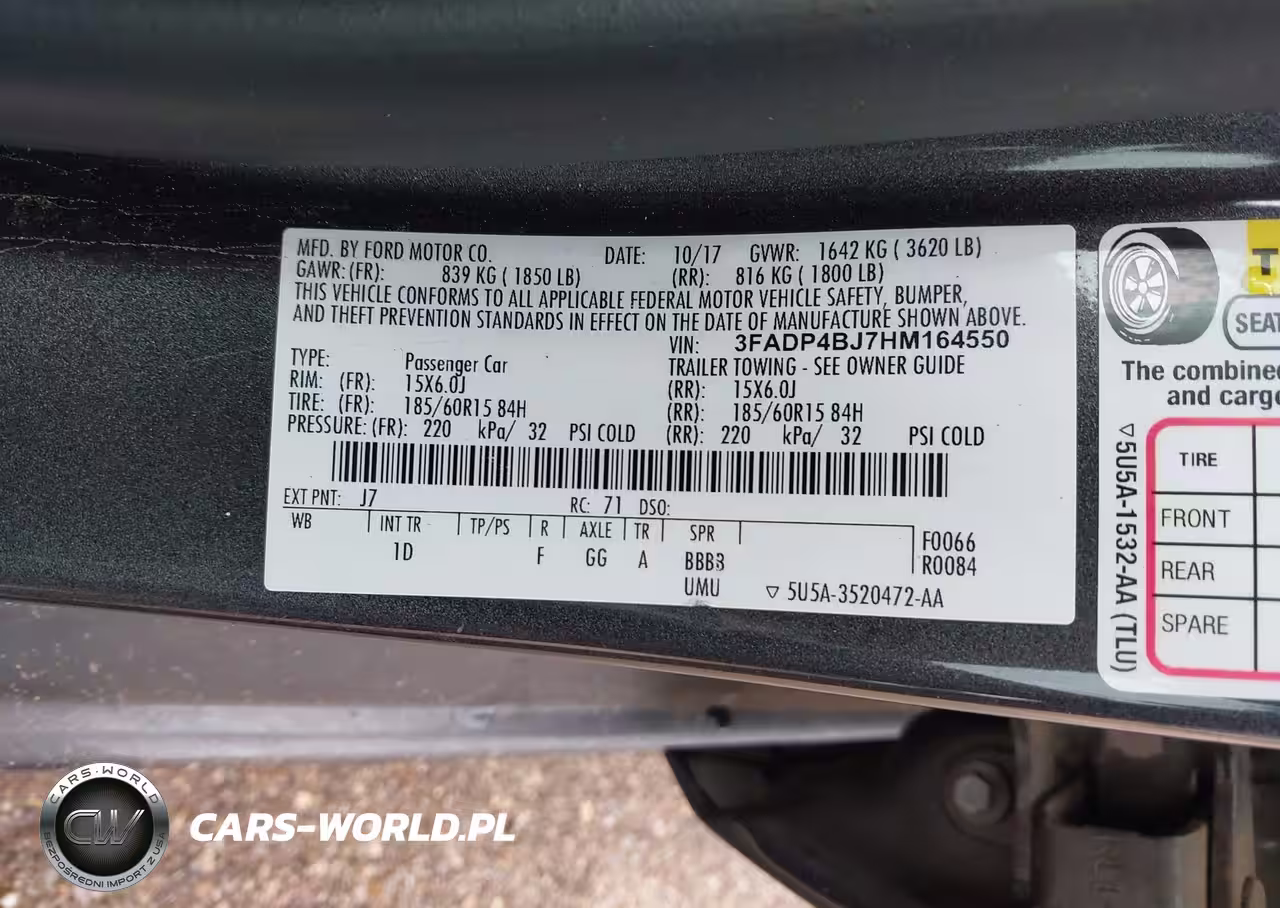 MFD. BY FORD MOTOR CO. DATE: 10/17 GVWR: 1642 KG ( 3620 LB)
GAWR: (FR): 839 KG ( 1850 LB) (RR): 816 KG ( 1800 LB)
THIS VEHICLE CONFORMS TO ALL APPLICABLE FEDERAL MOTOR VEHICLE SAFETY, BUMPER,
AND THEFT PREVENTION STANDARDS IN EFFECT ON THE DATE OF MANUFACTURE SHOWN ABOVE.
VIN: 3FADP4BJ7HM164550
TYPE: Passenger Car TRAILER TOWING - SEE OWNER GUIDE
RIM: (FR): 15X6.0J (RR): 15X6.0J
TIRE: (FR): 185/60R15 84H (RR): 185/60R15 84H
PRESSURE: (FR): 220 kPa/ 32 PSI COLD (RR): 220 kPa/ 32 PSI COLD
EXT PNT: J7 RC: 71 DSO:
WB INT TR TP/PS R AXLE TR SPR
1D F GG A BBB3
UMU
F0066
R0084
▽ 5U5A-3520472-AA
T
SEAT
The combined
and cargo
TIRE
FRONT
REAR
SPARE
▽5U5A-1532-AA (TLU)
CARS-WORLD
CW
BEZPOŚREDNI IMPORT Z USA
CARS-WORLD.PL